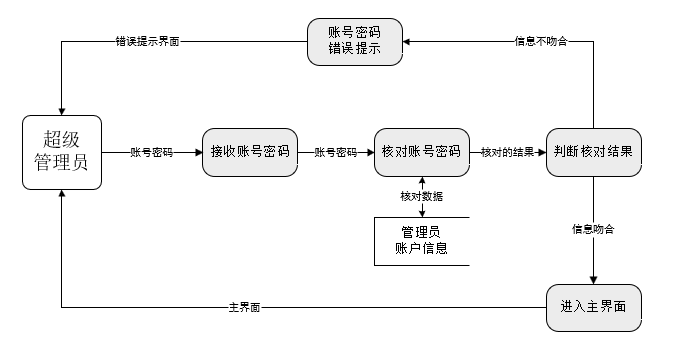 账号密码
错误提示
错误提示界面
信息不吻合
超级
管理员
账号密码
接收账号密码
账号密码
核对账号密码
核对的结果
判断核对结果
核对数据
管理员
账户信息
信息吻合
主界面
进入主界面